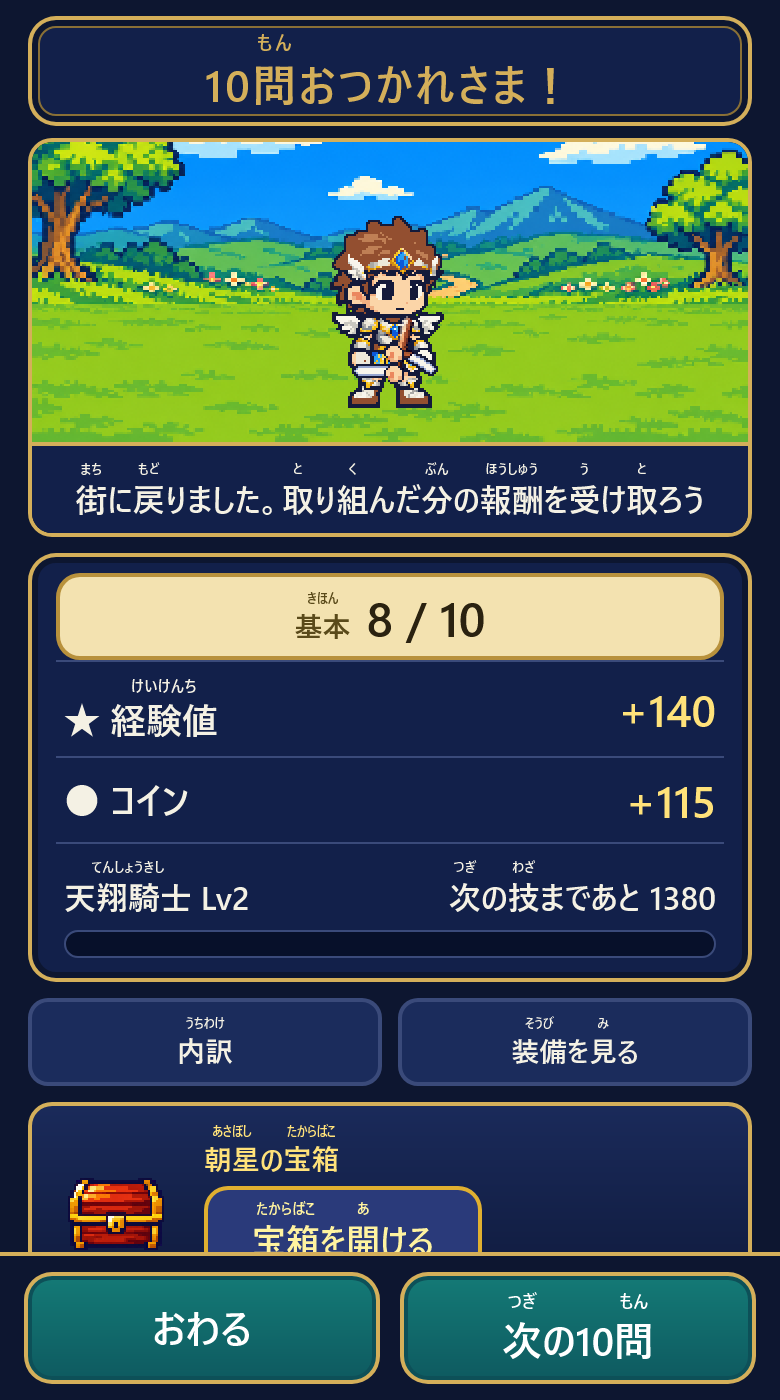 もん
10問おつかれさま！
まち もど と く ぶん ほうしゅう う と
街に戻りました。取り組んだ分の報酬を受け取ろう
きほん
基本 8 / 10
けいけんち
★ 経験値 +140
● コイン +115
てんしょうきし つぎ わざ
天翔騎士 Lv2 次の技まであと 1380
うちわけ
内訳
そうび み
装備を見る
あさぼし たからばこ
朝星の宝箱
たからばこ あ
宝箱を開ける
おわる
つぎ もん
次の10問